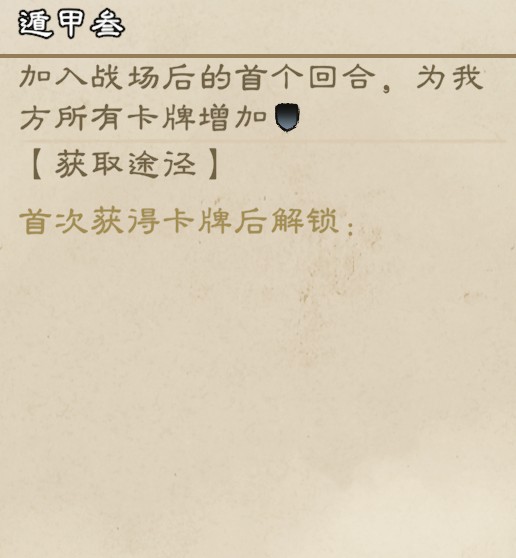 遁甲叁
加入战场后的首个回合，为我
方所有卡牌增加
【获取途径】
首次获得卡牌后解锁：